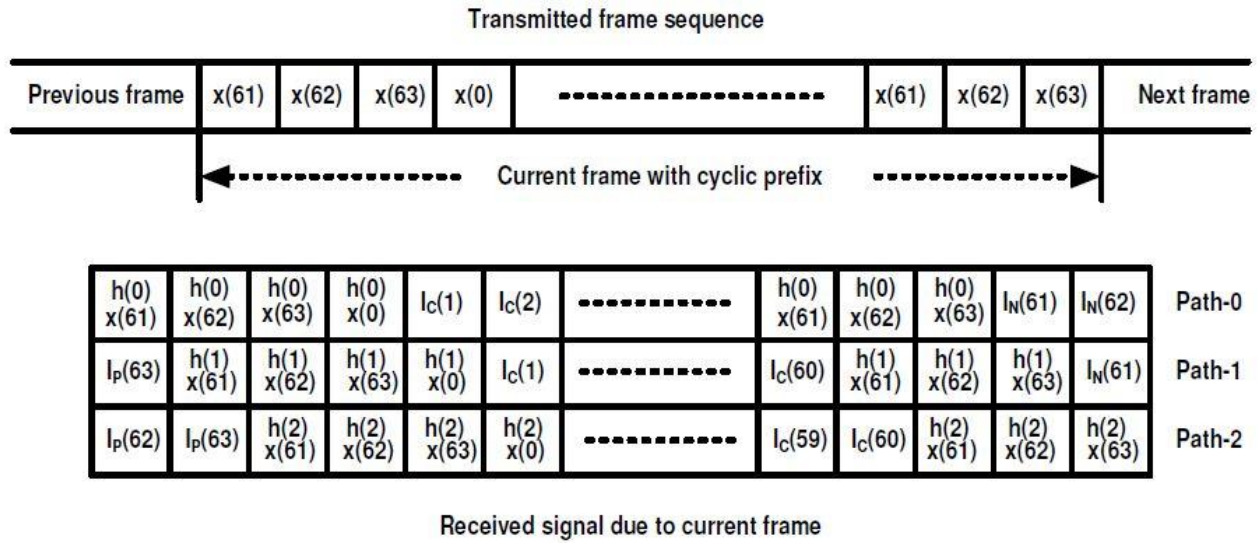 Transmitted frame sequence
Previous frame x(61) x(62) x(63) x(0) x(61) x(62) x(63) Next frame
Current frame with cyclic prefix
h(0) h(0) h(0) h(0) I_C(1) I_C(2) h(0) h(0) h(0) I_N(61) I_N(62) Path-0
x(61) x(62) x(63) x(0) x(61) x(62) x(63)
I_P(63) h(1) h(1) h(1) h(1) I_C(1) I_C(60) h(1) h(1) h(1) I_N(61) Path-1
x(61) x(62) x(63) x(0) x(61) x(62) x(63)
I_P(62) I_P(63) h(2) h(2) h(2) h(2) I_C(59) I_C(60) h(2) h(2) h(2) Path-2
x(61) x(62) x(63) x(0) x(61) x(62) x(63)
Received signal due to current frame